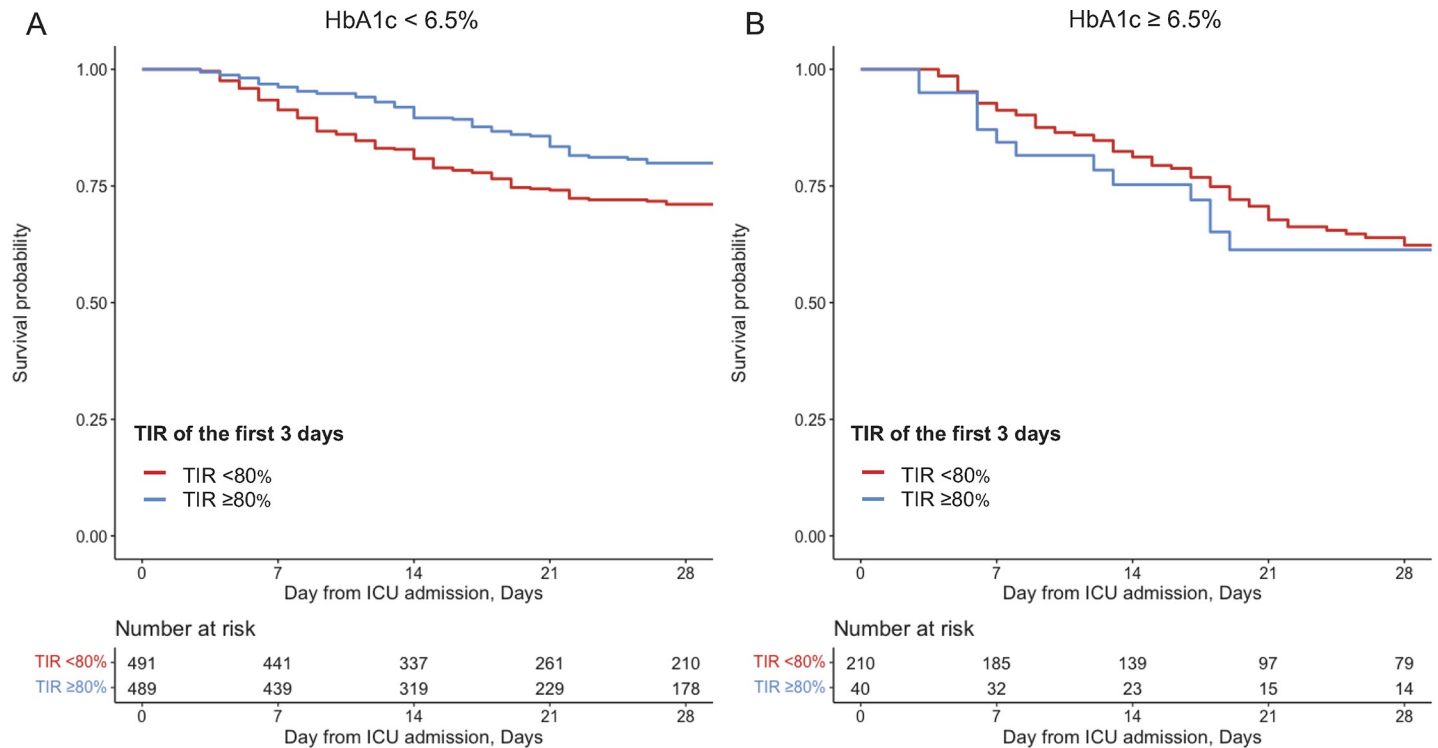 A
HbA1c < 6.5%
1.00
0.75
0.50
0.25
0.00
Survival probability
TIR of the first 3 days
TIR <80%
TIR ≥80%
0 7 14 21 28
Day from ICU admission, Days
Number at risk
TIR <80% 491 441 337 261 210
TIR ≥80% 489 439 319 229 178
0 7 14 21 28
Day from ICU admission, Days
B
HbA1c ≥ 6.5%
1.00
0.75
0.50
0.25
0.00
Survival probability
TIR of the first 3 days
TIR <80%
TIR ≥80%
0 7 14 21 28
Day from ICU admission, Days
Number at risk
TIR <80% 210 185 139 97 79
TIR ≥80% 40 32 23 15 14
0 7 14 21 28
Day from ICU admission, Days